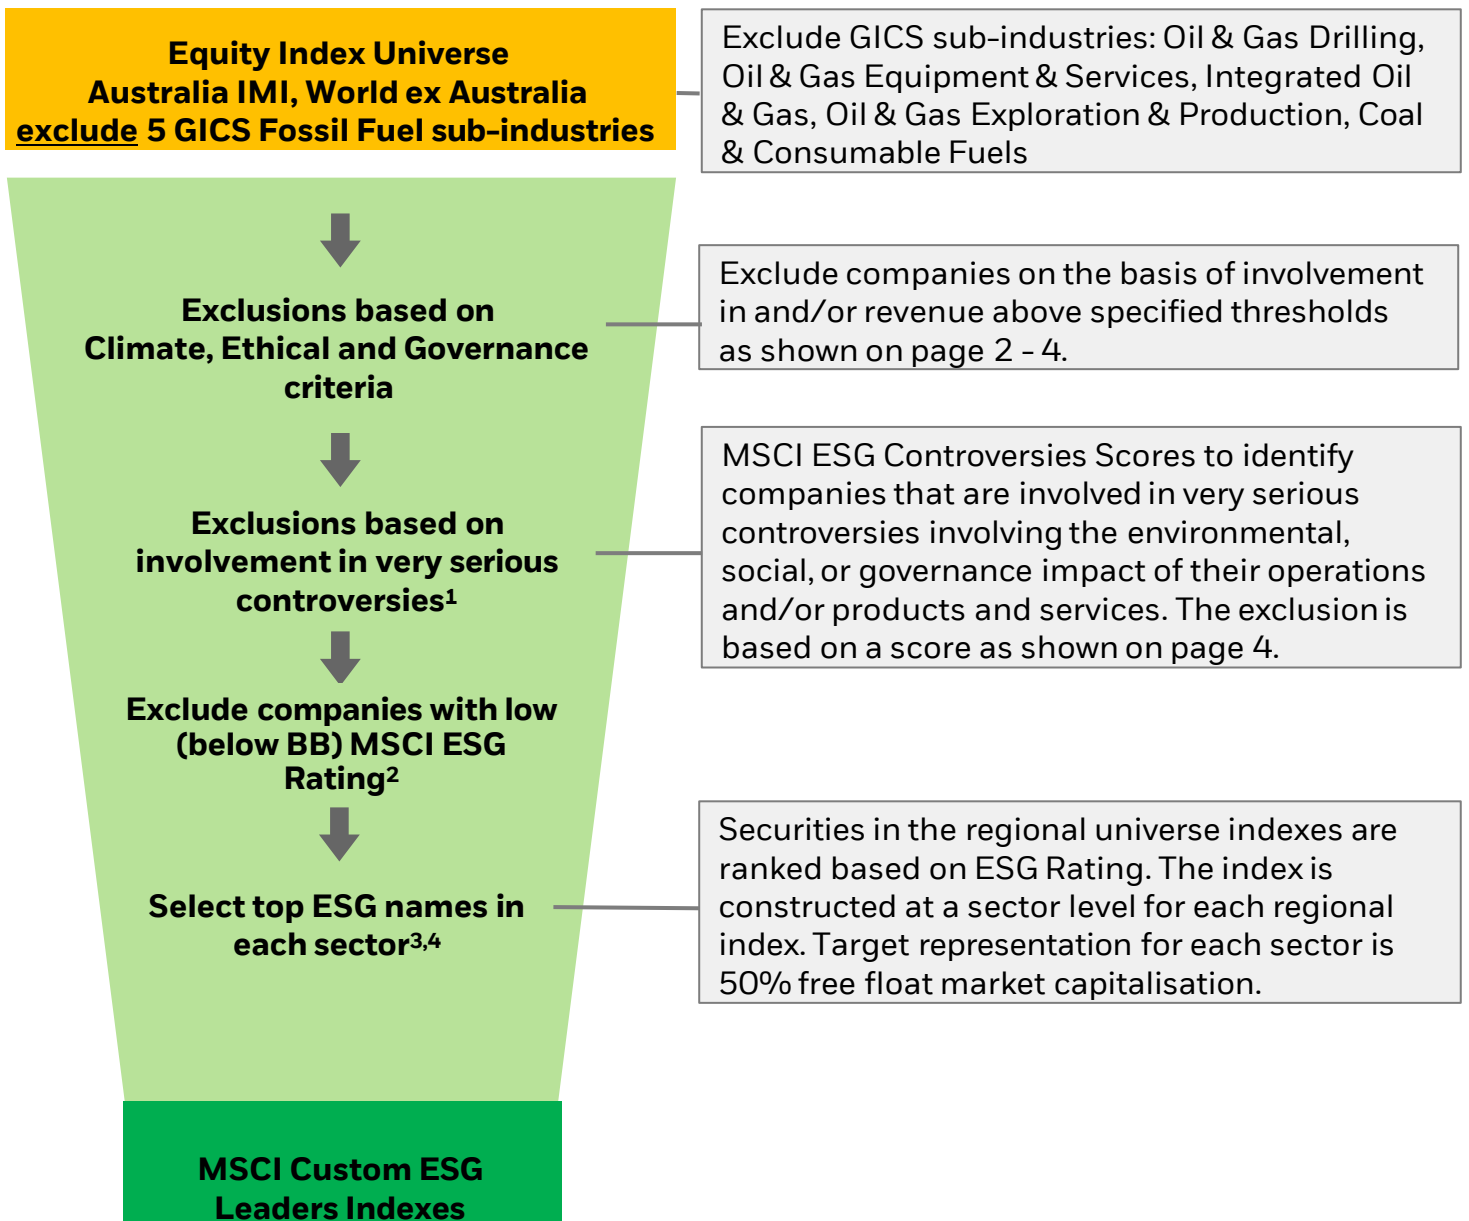 Equity Index Universe
Australia IMI, World ex Australia
exclude 5 GICS Fossil Fuel sub-industries
Exclude GICS sub-industries: Oil & Gas Drilling,
Oil & Gas Equipment & Services, Integrated Oil
& Gas, Oil & Gas Exploration & Production, Coal
& Consumable Fuels
Exclusions based on
Climate, Ethical and Governance
criteria
Exclude companies on the basis of involvement
in and/or revenue above specified thresholds
as shown on page 2 - 4.
Exclusions based on
involvement in very serious
controversies¹
MSCI ESG Controversies Scores to identify
companies that are involved in very serious
controversies involving the environmental,
social, or governance impact of their operations
and/or products and services. The exclusion is
based on a score as shown on page 4.
Exclude companies with low
(below BB) MSCI ESG
Rating²
Select top ESG names in
each sector³,⁴
Securities in the regional universe indexes are
ranked based on ESG Rating. The index is
constructed at a sector level for each regional
index. Target representation for each sector is
50% free float market capitalisation.
MSCI Custom ESG
Leaders Indexes